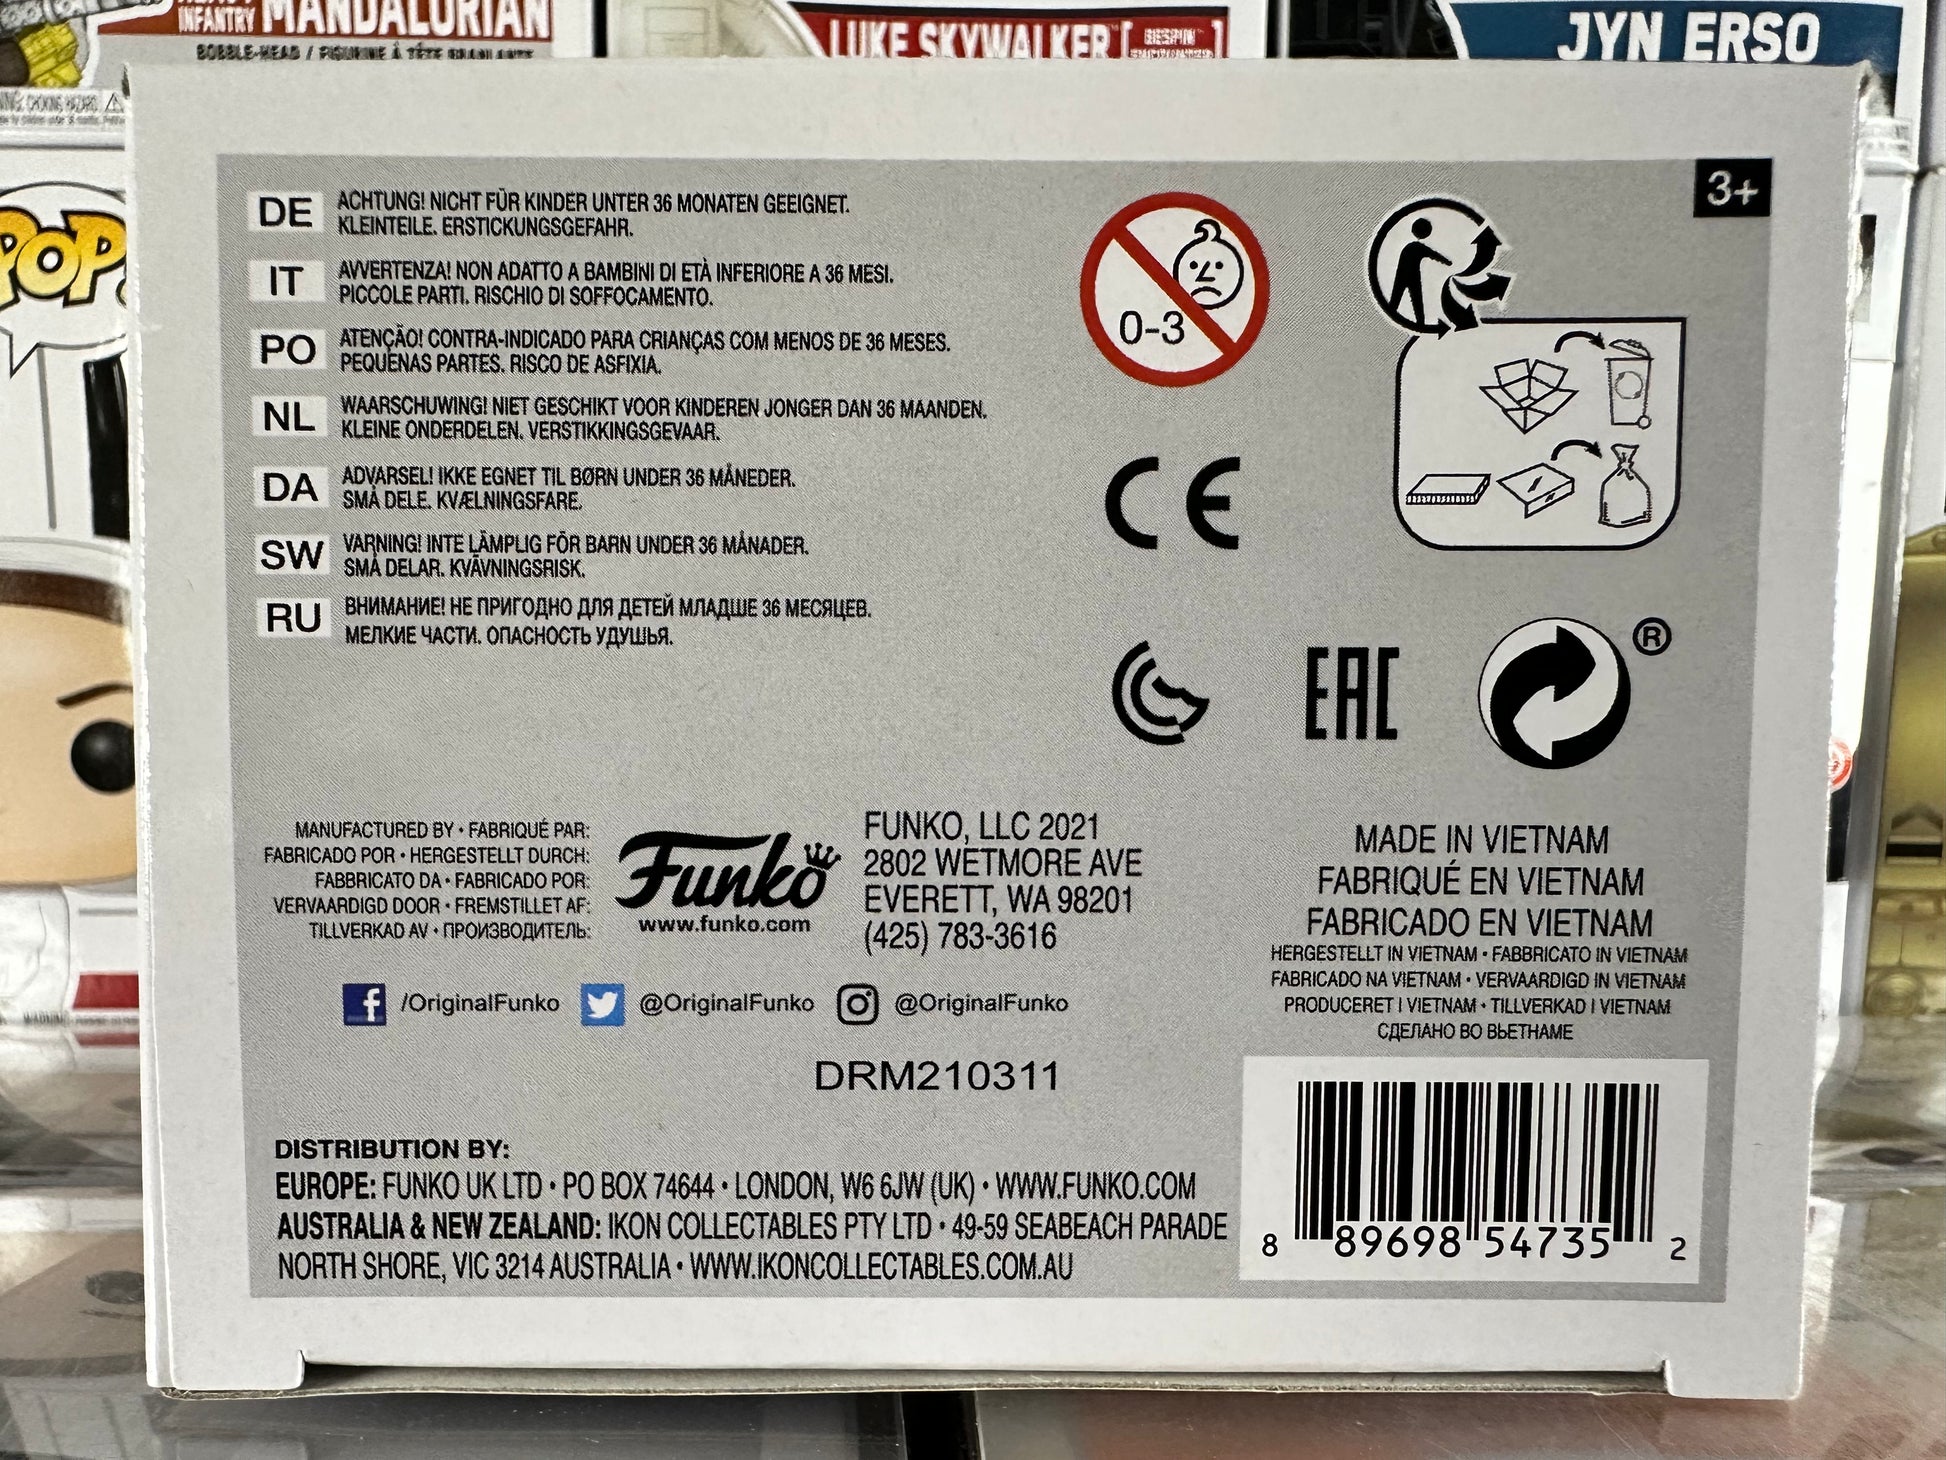 INFANTRY MANDALORIAN
BOBBLE-HEAD / FIGURINE À TÊTE BRANLANTE
LUKE SKYWALKER [BESPIN
JYN ERSO
POP!
3+
DE ACHTUNG! NICHT FÜR KINDER UNTER 36 MONATEN GEEIGNET.
KLEINTEILE. ERSTICKUNGSGEFAHR.
IT AVVERTENZA! NON ADATTO A BAMBINI DI ETÀ INFERIORE A 36 MESI.
PICCOLE PARTI. RISCHIO DI SOFFOCAMENTO.
PO ATENÇÃO! CONTRA-INDICADO PARA CRIANÇAS COM MENOS DE 36 MESES.
PEQUENAS PARTES. RISCO DE ASFIXIA.
NL WAARSCHUWING! NIET GESCHIKT VOOR KINDEREN JONGER DAN 36 MAANDEN.
KLEINE ONDERDELEN. VERSTIKKINGSGEVAAR.
DA ADVARSEL! IKKE EGNET TIL BØRN UNDER 36 MÅNEDER.
SMÅ DELE. KVÆLNINGSFARE.
SW VARNING! INTE LÄMPLIG FÖR BARN UNDER 36 MÅNADER.
SMÅ DELAR. KVÄVNINGSRISK.
RU ВНИМАНИЕ! НЕ ПРИГОДНО ДЛЯ ДЕТЕЙ МЛАДШЕ 36 МЕСЯЦЕВ.
МЕЛКИЕ ЧАСТИ. ОПАСНОСТЬ УДУШЬЯ.
0-3
CE
EAC
®
MANUFACTURED BY • FABRIQUÉ PAR:
FABRICADO POR • HERGESTELLT DURCH:
FABBRICATO DA • FABRICADO POR:
VERVAARDIGD DOOR • FREMSTILLET AF:
TILLVERKAD AV • ПРОИЗВОДИТЕЛЬ:
Funko
www.funko.com
FUNKO, LLC 2021
2802 WETMORE AVE
EVERETT, WA 98201
(425) 783-3616
MADE IN VIETNAM
FABRIQUÉ EN VIETNAM
FABRICADO EN VIETNAM
HERGESTELLT IN VIETNAM • FABBRICATO IN VIETNAM
FABRICADO NA VIETNAM • VERVAARDIGD IN VIETNAM
PRODUCERET I VIETNAM • TILLVERKAD I VIETNAM
СДЕЛАНО ВО ВЬЕТНАМЕ
f /OriginalFunko @OriginalFunko @OriginalFunko
DRM210311
DISTRIBUTION BY:
EUROPE: FUNKO UK LTD • PO BOX 74644 • LONDON, W6 6JW (UK) • WWW.FUNKO.COM
AUSTRALIA & NEW ZEALAND: IKON COLLECTABLES PTY LTD • 49-59 SEABEACH PARADE
NORTH SHORE, VIC 3214 AUSTRALIA • WWW.IKONCOLLECTABLES.COM.AU
8 89698 54735 2